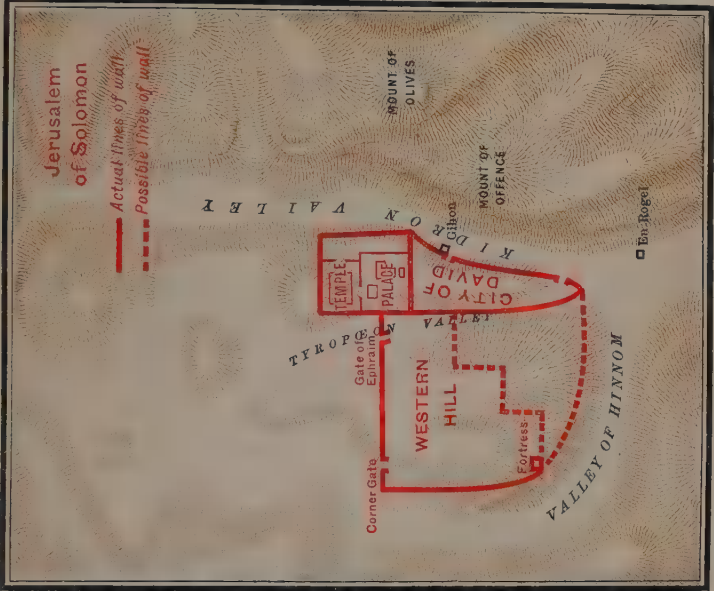 Jerusalem
of Solomon
Actual lines of wall
Possible lines of wall
MOUNT OF
OLIVES
MOUNT OF
OFFENCE
KIDRON VALLEY
Gihon
En-Rogel
TEMPLE
PALACE
CITY OF
DAVID
TYROPŒON VALLEY
Gate of
Ephraim
WESTERN
HILL
Corner Gate
Fortress
VALLEY OF HINNOM